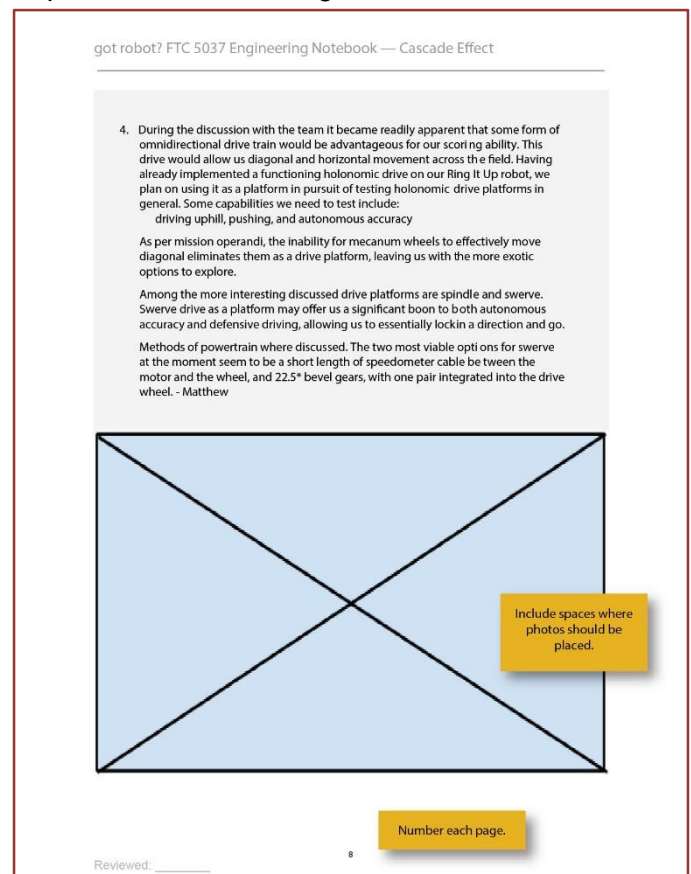 got robot? FTC 5037 Engineering Notebook — Cascade Effect
4. During the discussion with the team it became readily apparent that some form of
omnidirectional drive train would be advantageous for our scoring ability. This
drive would allow us diagonal and horizontal movement across the field. Having
already implemented a functioning holonomic drive on our Ring It Up robot, we
plan on using it as a platform in pursuit of testing holonomic drive platforms in
general. Some capabilities we need to test include:
driving uphill, pushing, and autonomous accuracy
As per mission operandi, the inability for mecanum wheels to effectively move
diagonal eliminates them as a drive platform, leaving us with the more exotic
options to explore.
Among the more interesting discussed drive platforms are spindle and swerve.
Swerve drive as a platform may offer us a significant boon to both autonomous
accuracy and defensive driving, allowing us to essentially lockin a direction and go.
Methods of powertrain where discussed. The two most viable opti ons for swerve
at the moment seem to be a short length of speedometer cable be tween the
motor and the wheel, and 22.5* bevel gears, with one pair integrated into the drive
wheel. - Matthew
Include spaces where
photos should be
placed.
Number each page.
8
Reviewed: _______